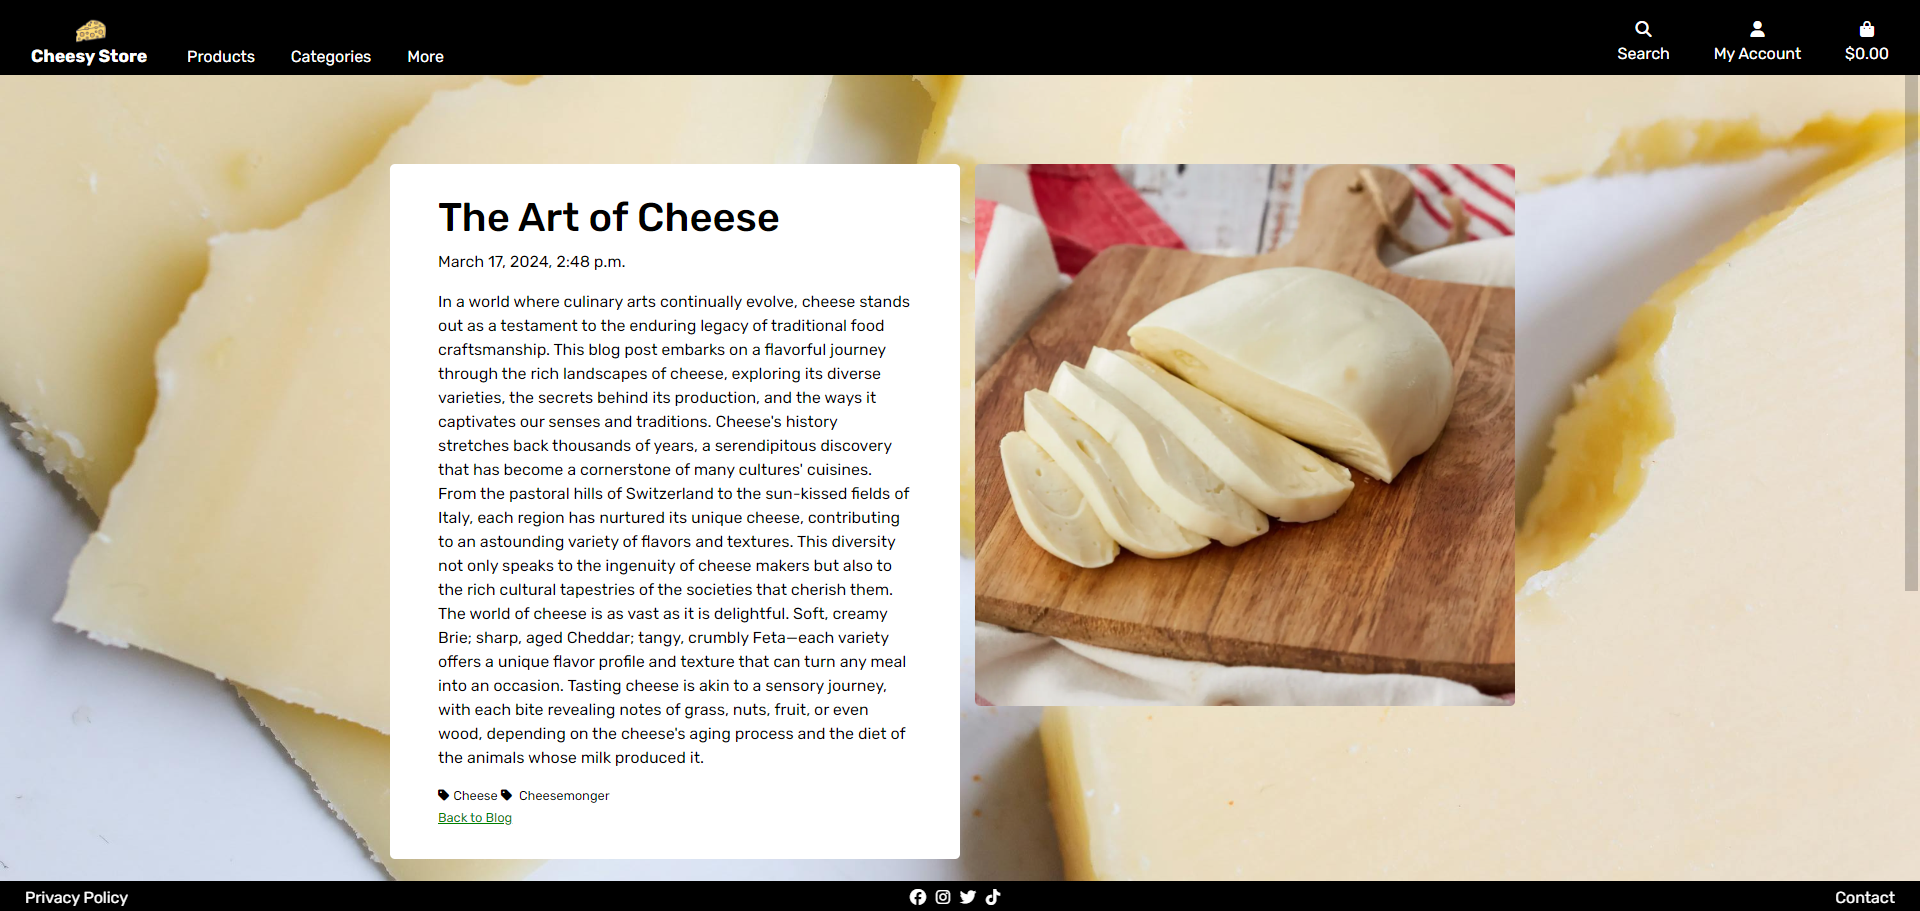 Cheesy Store
Products
Categories
More
Search
My Account
$0.00
The Art of Cheese
March 17, 2024, 2:48 p.m.
In a world where culinary arts continually evolve, cheese stands
out as a testament to the enduring legacy of traditional food
craftsmanship. This blog post embarks on a flavorful journey
through the rich landscapes of cheese, exploring its diverse
varieties, the secrets behind its production, and the ways it
captivates our senses and traditions. Cheese's history
stretches back thousands of years, a serendipitous discovery
that has become a cornerstone of many cultures' cuisines.
From the pastoral hills of Switzerland to the sun-kissed fields of
Italy, each region has nurtured its unique cheese, contributing
to an astounding variety of flavors and textures. This diversity
not only speaks to the ingenuity of cheese makers but also to
the rich cultural tapestries of the societies that cherish them.
The world of cheese is as vast as it is delightful. Soft, creamy
Brie; sharp, aged Cheddar; tangy, crumbly Feta—each variety
offers a unique flavor profile and texture that can turn any meal
into an occasion. Tasting cheese is akin to a sensory journey,
with each bite revealing notes of grass, nuts, fruit, or even
wood, depending on the cheese's aging process and the diet of
the animals whose milk produced it.
Cheese Cheesemonger
Back to Blog
Privacy Policy
Contact